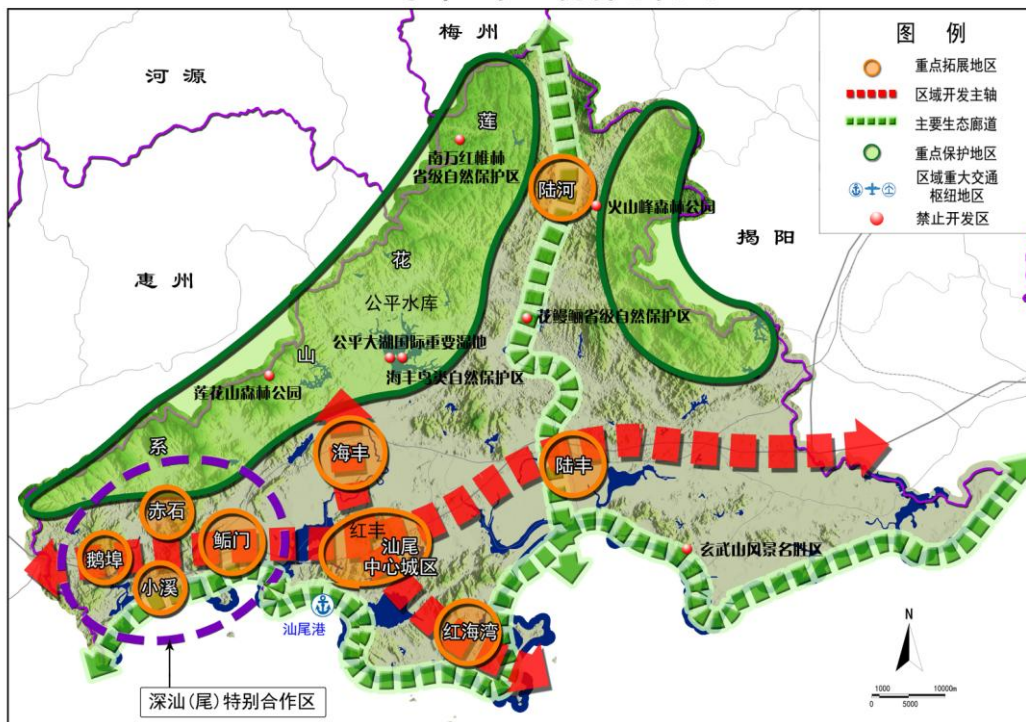 梅州
河源
惠州
揭阳
莲
花
山
系
南万红椎林
省级自然保护区
陆河
火山嶂森林公园
公平水库
花鳗鲡省级自然保护区
公平大湖国际重要湿地
海丰鸟类自然保护区
莲花山森林公园
海丰
陆丰
赤石
鲘门
鹅埠
小溪
红丰
汕尾
中心城区
玄武山风景名胜区
汕尾港
红海湾
深汕(尾)特别合作区
图例
重点拓展地区
区域开发主轴
主要生态廊道
重点保护地区
区域重大交通
枢纽地区
禁止开发区
N
1000 10000m
0 5000